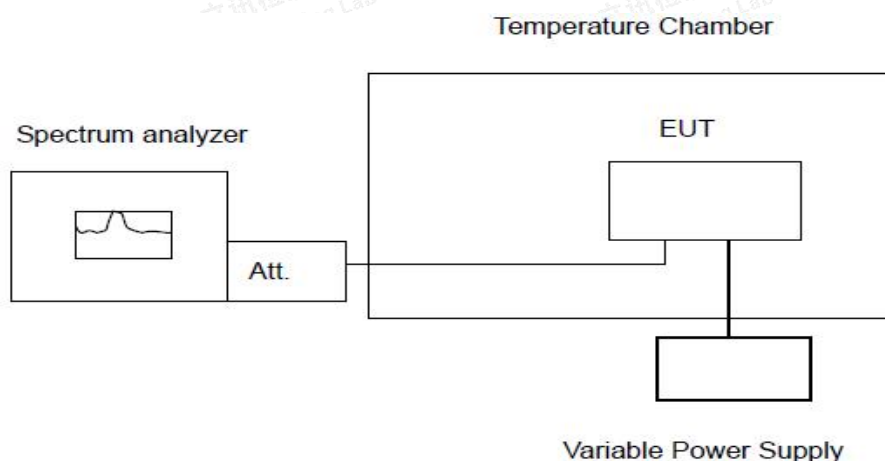 Temperature Chamber
Spectrum analyzer
EUT
Att.
Variable Power Supply